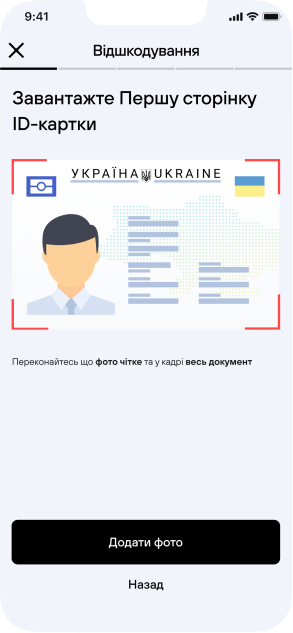 9:41
Відшкодування
Завантажте Першу сторінку
ID-картки
УКРАЇНА UKRAINE
Переконайтесь що фото чітке та у кадрі весь документ
Додати фото
Назад